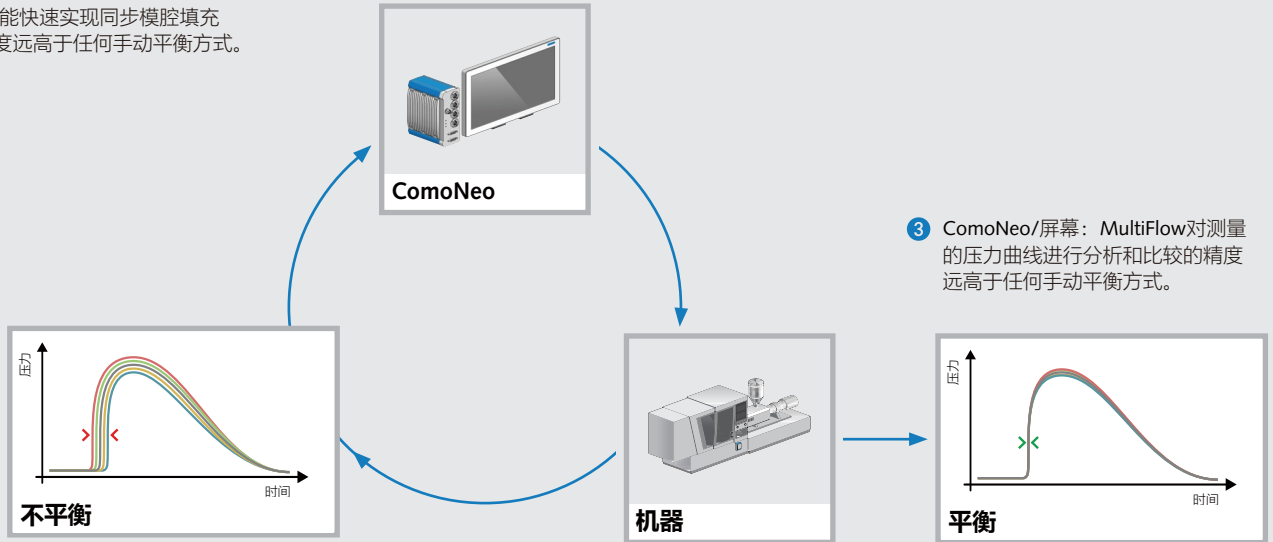 能快速实现同步模腔填充
度远高于任何手动平衡方式。
ComoNeo
3 ComoNeo/屏幕：MultiFlow对测量
的压力曲线进行分析和比较的精度
远高于任何手动平衡方式。
压力
时间
不平衡
机器
压力
时间
平衡